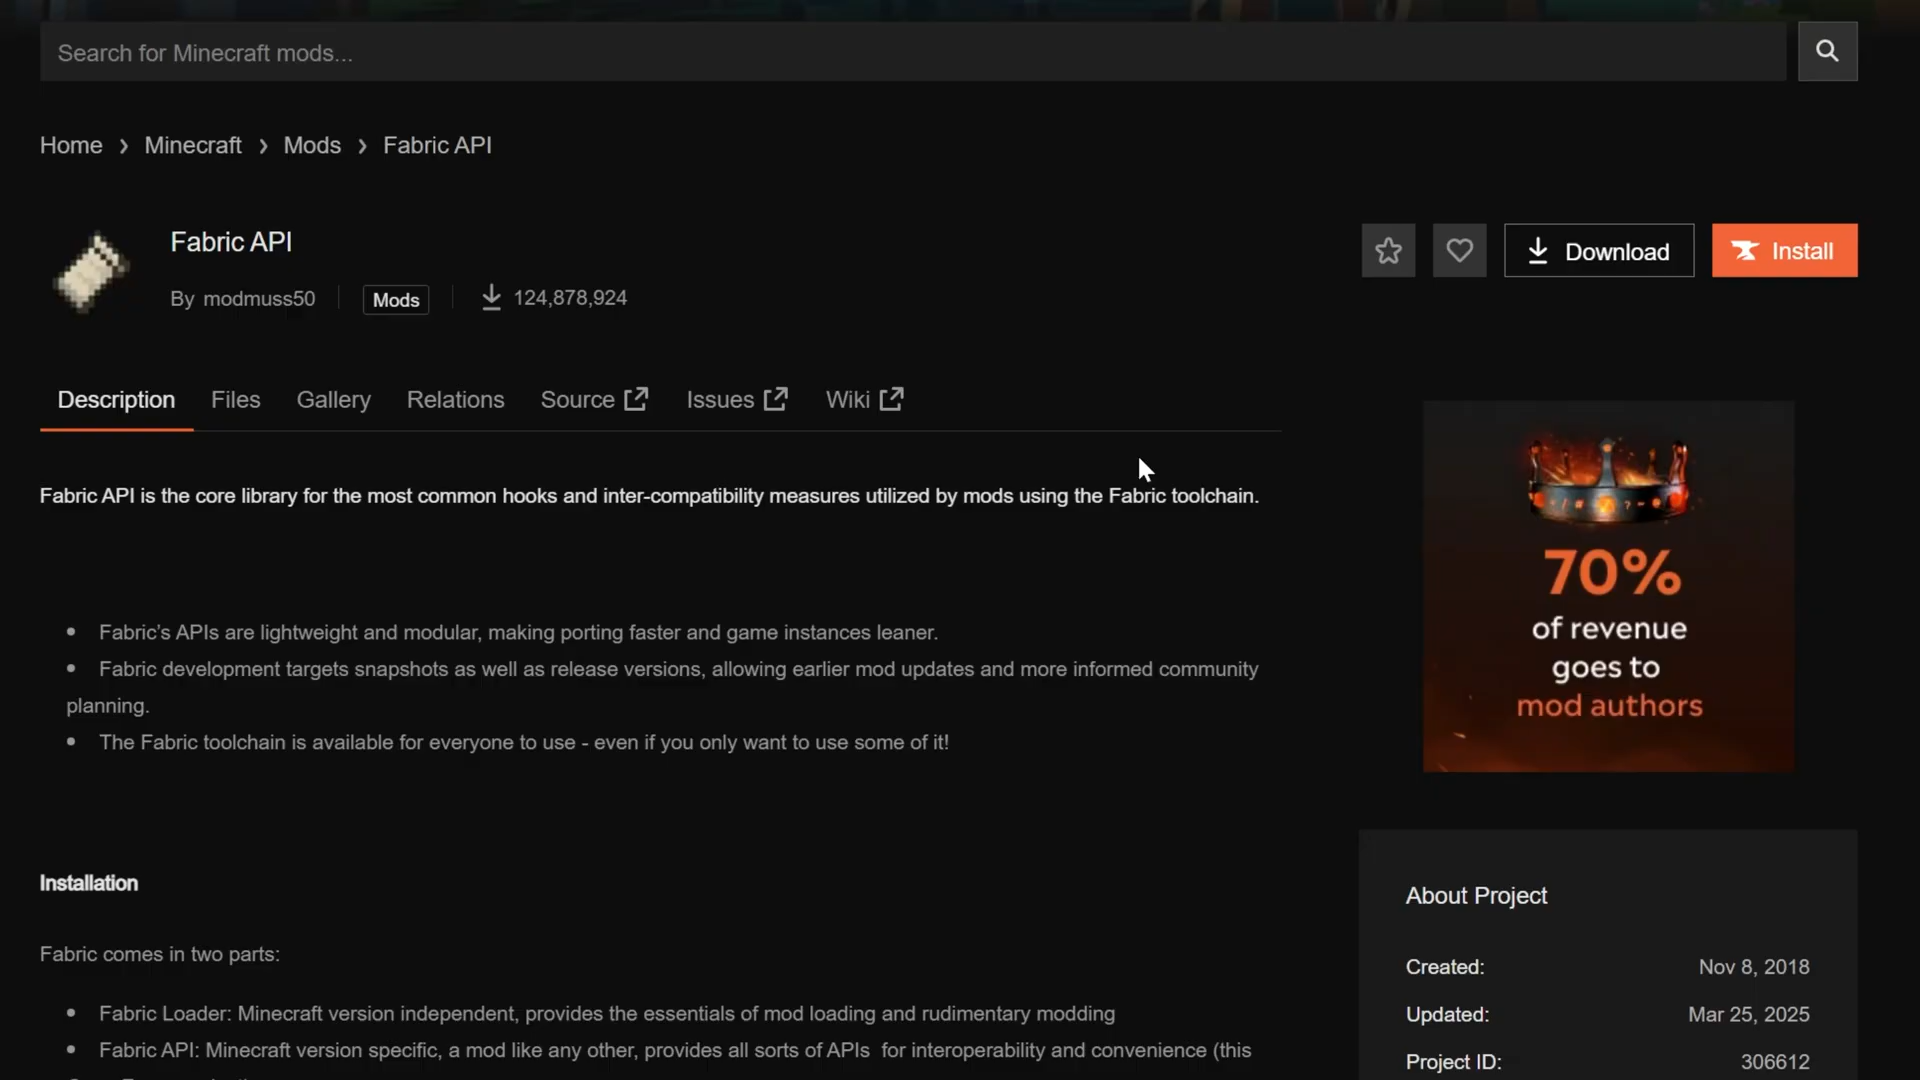 Search for Minecraft mods...
Home > Minecraft > Mods > Fabric API
Fabric API
By modmuss50 Mods 124,878,924
Download
Install
Description Files Gallery Relations Source Issues Wiki
Fabric API is the core library for the most common hooks and inter-compatibility measures utilized by mods using the Fabric toolchain.
• Fabric's APIs are lightweight and modular, making porting faster and game instances leaner.
• Fabric development targets snapshots as well as release versions, allowing earlier mod updates and more informed community
planning.
• The Fabric toolchain is available for everyone to use - even if you only want to use some of it!
70%
of revenue
goes to
mod authors
Installation
Fabric comes in two parts:
• Fabric Loader: Minecraft version independent, provides the essentials of mod loading and rudimentary modding
• Fabric API: Minecraft version specific, a mod like any other, provides all sorts of APIs for interoperability and convenience (this
About Project
Created: Nov 8, 2018
Updated: Mar 25, 2025
Project ID: 306612